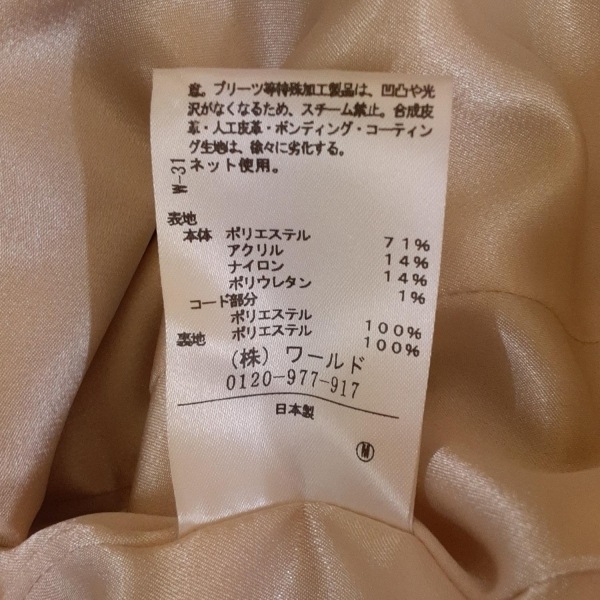 意。プリーツ等特殊加工製品は、凹凸や光
沢がなくなるため、スチーム禁止。合成皮
革・人工皮革・ボンディング・コーティン
グ生地は、徐々に劣化する。
ネット使用。
W-31
表地
本体 ポリエステル 71%
アクリル 14%
ナイロン 14%
ポリウレタン 1%
コード部分
ポリエステル 100%
裏地 ポリエステル 100%
(株) ワールド
0120-977-917
日本製
M